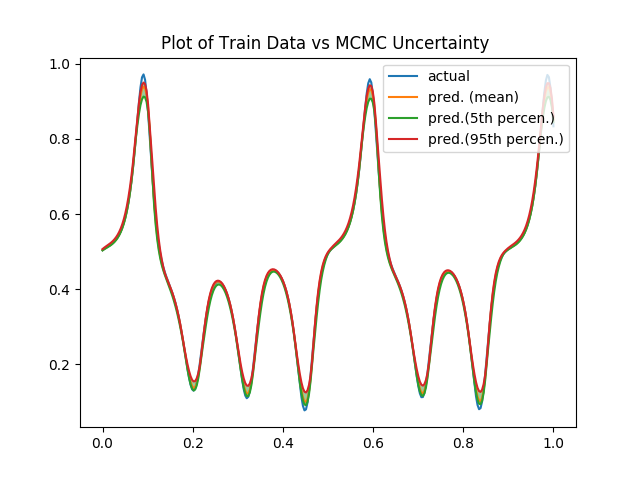 Plot of Train Data vs MCMC Uncertainty
1.0
0.8
0.6
0.4
0.2
actual
pred. (mean)
pred.(5th percen.)
pred.(95th percen.)
0.0 0.2 0.4 0.6 0.8 1.0